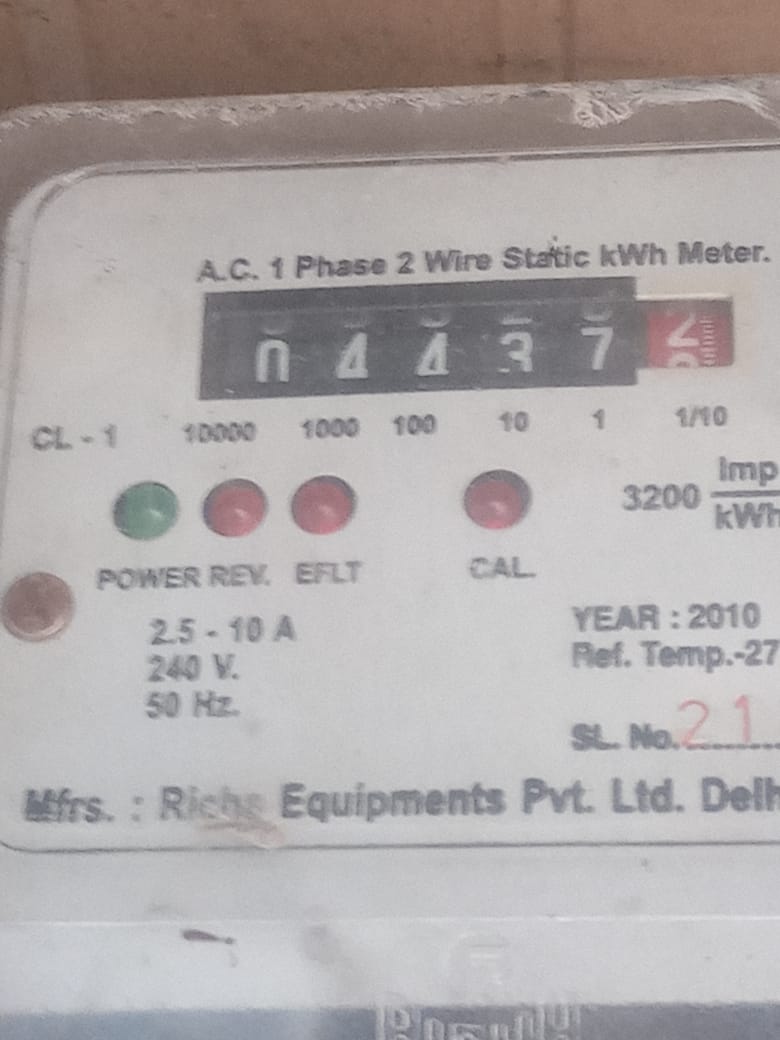 A.C. 1 Phase 2 Wire Static kWh Meter.
0 4 4 3 7
CL - 1 10000 1000 100 10 1 1/10
3200 Imp
kWh
POWER REV. EFLT CAL
2.5 - 10 A
240 V.
50 Hz.
YEAR : 2010
Ref. Temp.-27
SL. No. 21
Mfrs. : Equipments Pvt. Ltd. Delh